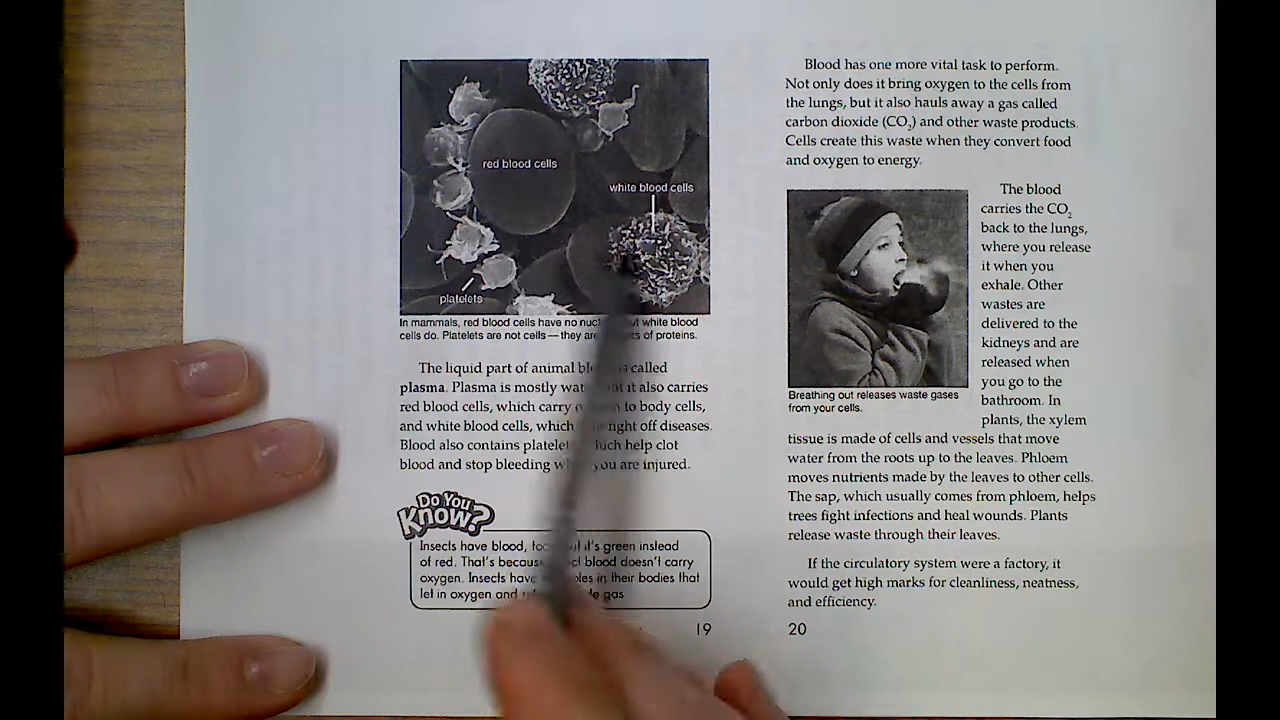 red blood cells
white blood cells
platelets
In mammals, red blood cells have no white blood
cells do. Platelets are not cells—they are of proteins.
The liquid part of animal called
plasma. Plasma is mostly it also carries
red blood cells, which carry to body cells,
and white blood cells, which fight off diseases.
Blood also contains help clot
blood and stop bleeding you are injured.
Do You
Know?
Insects have blood, it's green instead
of red. That's because blood doesn't carry
oxygen. Insects have in their bodies that
let in oxygen and gas
19
Blood has one more vital task to perform.
Not only does it bring oxygen to the cells from
the lungs, but it also hauls away a gas called
carbon dioxide (CO₂) and other waste products.
Cells create this waste when they convert food
and oxygen to energy.
The blood
carries the CO₂
back to the lungs,
where you release
it when you
exhale. Other
wastes are
delivered to the
kidneys and are
released when
you go to the
bathroom. In
plants, the xylem
Breathing out releases waste gases
from your cells.
tissue is made of cells and vessels that move
water from the roots up to the leaves. Phloem
moves nutrients made by the leaves to other cells.
The sap, which usually comes from phloem, helps
trees fight infections and heal wounds. Plants
release waste through their leaves.
If the circulatory system were a factory, it
would get high marks for cleanliness, neatness,
and efficiency.
20